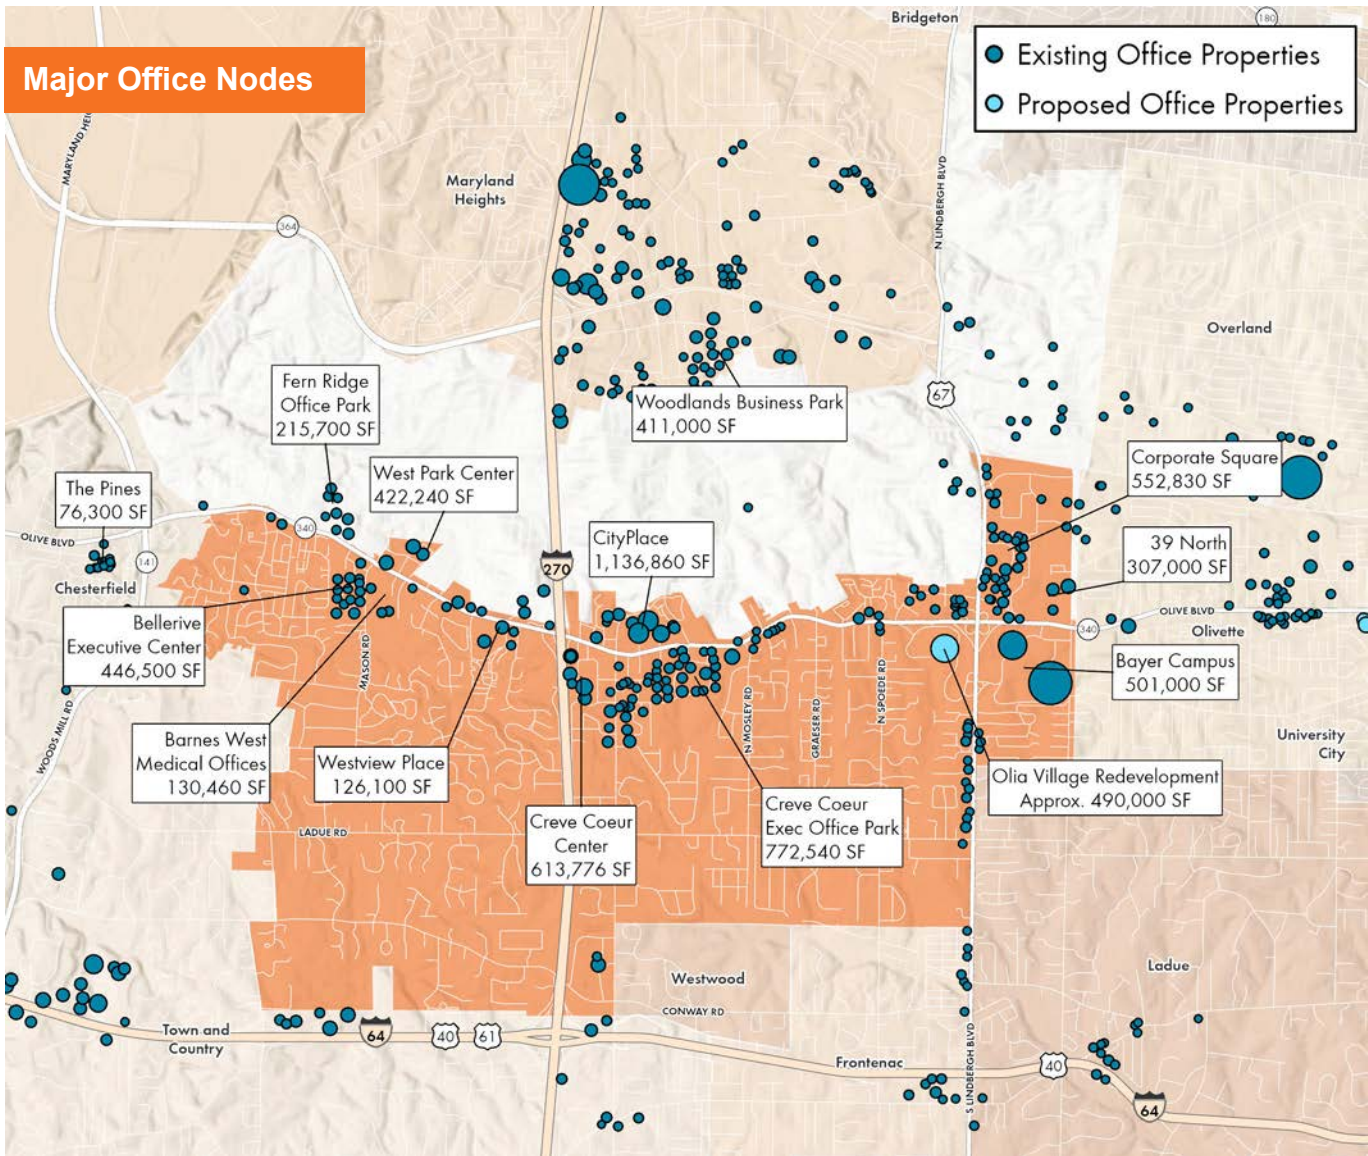 Major Office Nodes
Existing Office Properties
Proposed Office Properties
Bridgeton
180
MARYLAND HEI
Maryland
Heights
N LINDBERGH BLVD
364
Overland
Fern Ridge
Office Park
215,700 SF
Woodlands Business Park
411,000 SF
67
West Park Center
422,240 SF
Corporate Square
552,830 SF
The Pines
76,300 SF
340
OLIVE BLVD
141
CityPlace
1,136,860 SF
39 North
307,000 SF
270
Chesterfield
OLIVE BLVD
340
Olivette
Bellerive
Executive Center
446,500 SF
MASON RD
Bayer Campus
501,000 SF
N MOSLEY RD
GRAESER RD
N SPOEDE RD
WOODS MILL RD
Barnes West
Medical Offices
130,460 SF
Westview Place
126,100 SF
University
City
Olia Village Redevelopment
Approx. 490,000 SF
Creve Coeur
Exec Office Park
772,540 SF
Creve Coeur
Center
613,776 SF
LADUE RD
Westwood
Ladue
CONWAY RD
Town and
Country
64
40
61
S LINDBERGH BLVD
Frontenac
40
64